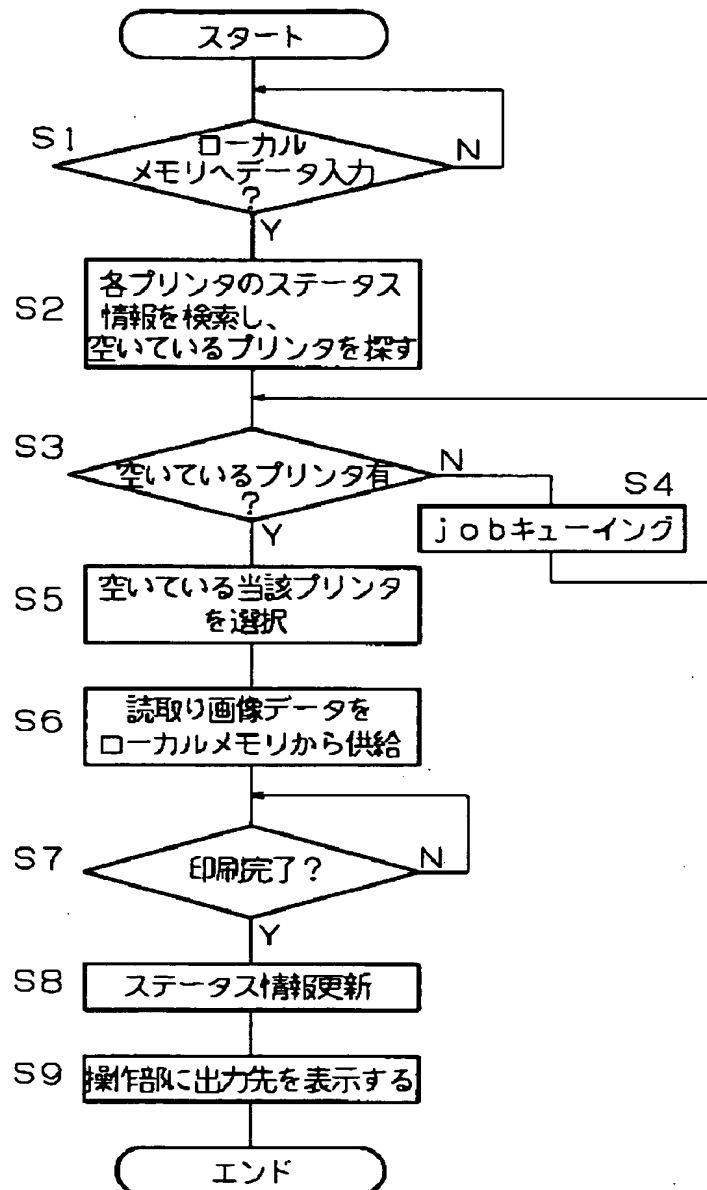 スタート
S1
ローカル
メモリへデータ入力
?
N
Y
S2
各プリンタのステータス
情報を検索し、
空いているプリンタを探す
S3
空いているプリンタ有
?
N
Y
S4
jobキューイング
S5
空いている当該プリンタ
を選択
S6
読取り画像データを
ローカルメモリから供給
S7
印刷完了?
N
Y
S8
ステータス情報更新
S9
操作部に出力先を表示する
エンド